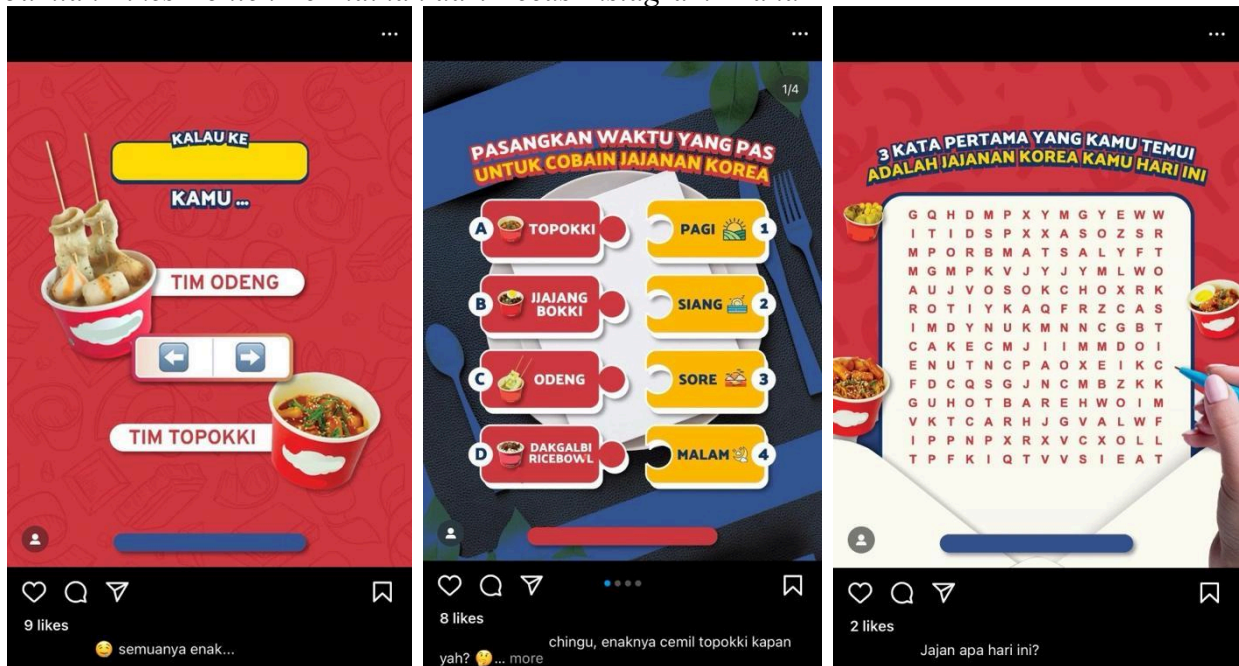 KALAU KE
KAMU ...
TIM ODENG
TIM TOPOKKI
9 likes
🤤 semuanya enak...
1/4
PASANGKAN WAKTU YANG PAS
UNTUK COBAIN JAJANAN KOREA
A TOPOKKI
PAGI 1
B JJAJANG
BOKKI
SIANG 2
C ODENG
SORE 3
D DAKGALBI
RICEBOWL
MALAM 4
8 likes
chingu, enaknya cemil topokki kapan
yah? 🤔... more
3 KATA PERTAMA YANG KAMU TEMUI
ADALAH JAJANAN KOREA KAMU HARI INI
G Q H D M P X Y M G Y E W W
I T I D S P X X A S O Z S R
M P O R B M A T S A L Y F T
M G M P K V J Y J Y M L W O
A U J V O S O K C H O X R K
R O T I Y K A Q F R Z C A S
I M D Y N U K M N N C G B T
C A K E C M J I I M M D O I
E N U T N C P A O X E I K C
F D C Q S G J N C M B Z K K
G U H O T B A R E H W O I M
V K T C A R H J G V A L W F
I P P N P X R X V C X O L L
T P F K I Q T V V S I E A T
2 likes
Jajan apa hari ini?